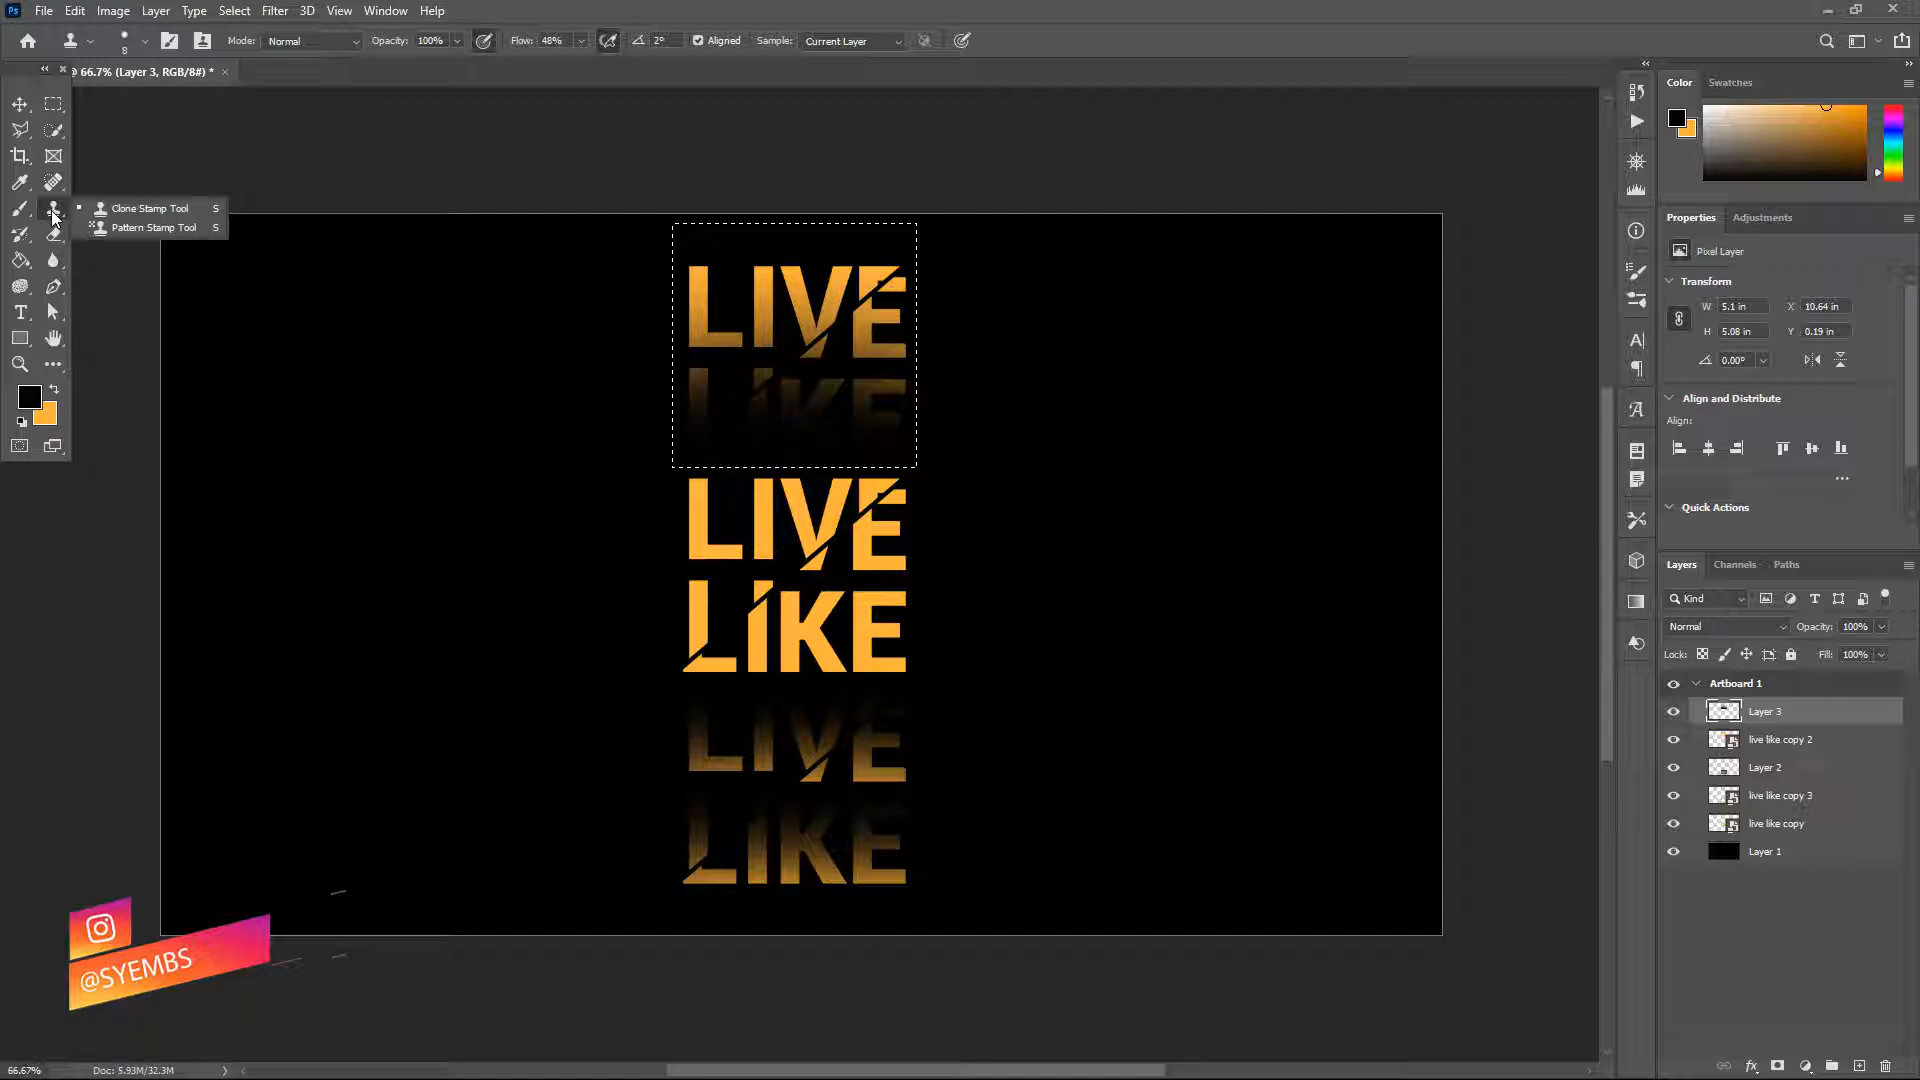 Ps File Edit Image Layer Type Select Filter 3D View Window Help
8 Mode: Normal Opacity: 100% Flow: 48% 2° Aligned Sample: Current Layer
@ 66.7% (Layer 3, RGB/8#) * ×
Clone Stamp Tool S
Pattern Stamp Tool S
LIVE
LIKE
LIVE
LIKE
LIVE
LIKE
@SYEMBS
66.67% Doc: 5.93M/32.3M
Color Swatches
Properties Adjustments
Pixel Layer
Transform
W: 5.1 in X: 10.64 in
H: 5.08 in Y: 0.19 in
0.00°
Align and Distribute
Align:
Quick Actions
Layers Channels Paths
Kind
Normal Opacity: 100%
Lock: Fill: 100%
Artboard 1
Layer 3
live like copy 2
Layer 2
live like copy 3
live like copy
Layer 1